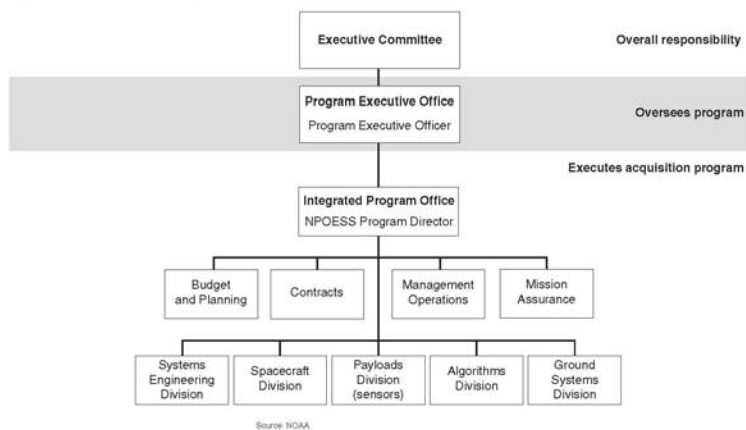 Executive Committee
Overall responsibility
Program Executive Office
Program Executive Officer
Oversees program
Executes acquisition program
Integrated Program Office
NPOESS Program Director
Budget
and Planning
Contracts
Management
Operations
Mission
Assurance
Systems
Engineering
Division
Spacecraft
Division
Payloads
Division
(sensors)
Algorithms
Division
Ground
Systems
Division
Source: NOAA.